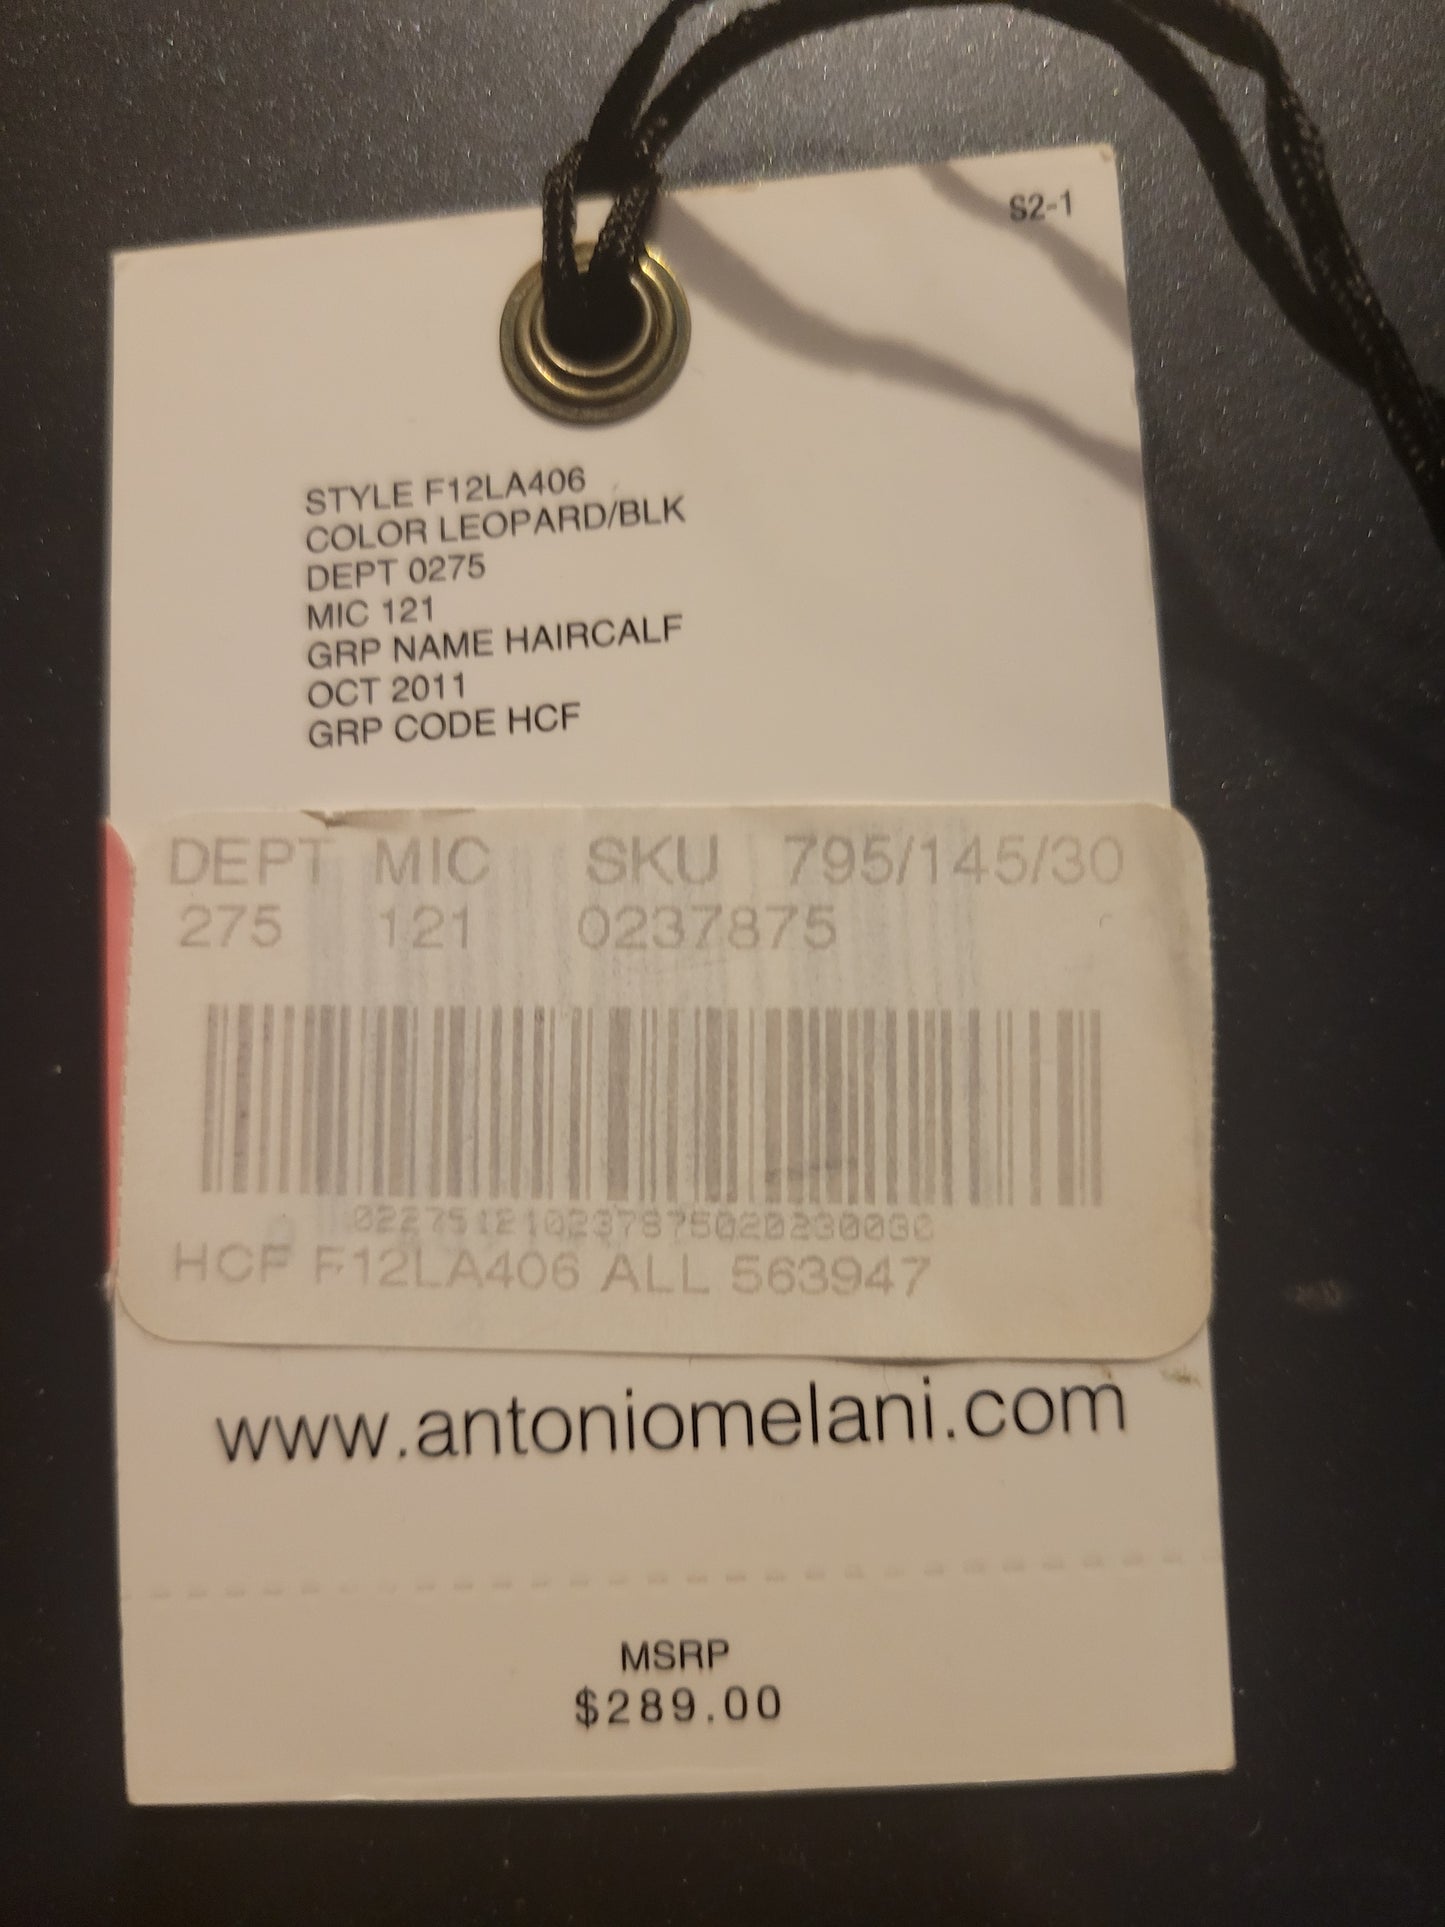 S2-1
STYLE F12LA406
COLOR LEOPARD/BLK
DEPT 0275
MIC 121
GRP NAME HAIRCALF
OCT 2011
GRP CODE HCF
DEPT MIC SKU 795/145/30
275 121 0237875
022751210237875020230030
HCF F12LA406 ALL 563947
www.antoniomelani.com
MSRP
$289.00